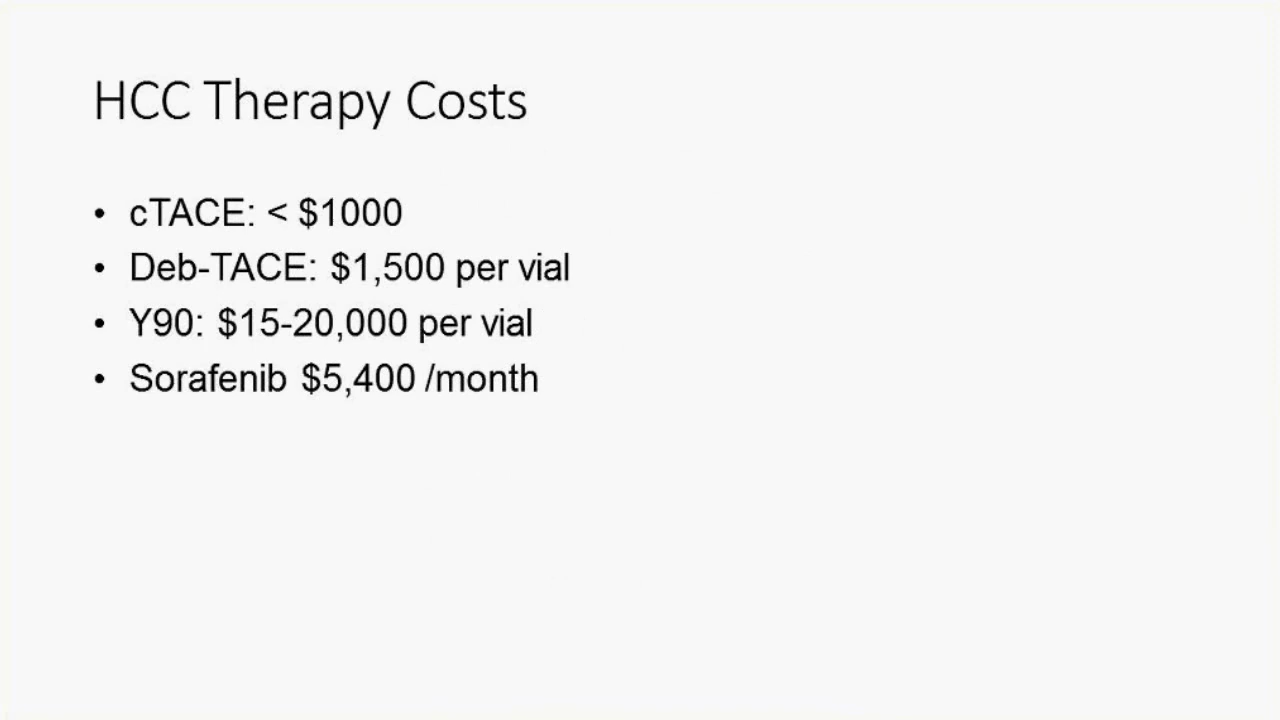 HCC Therapy Costs
• cTACE: < $1000
• Deb-TACE: $1,500 per vial
• Y90: $15-20,000 per vial
• Sorafenib $5,400 /month